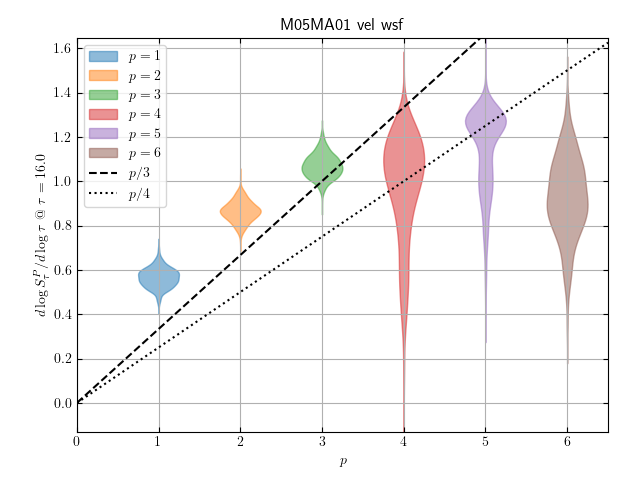 M05MA01 vel wsf
1.6
1.4
1.2
1.0
0.8
0.6
0.4
0.2
0.0
d log S_τ^P / d log τ @ τ = 16.0
p = 1
p = 2
p = 3
p = 4
p = 5
p = 6
p/3
p/4
0 1 2 3 4 5 6
p